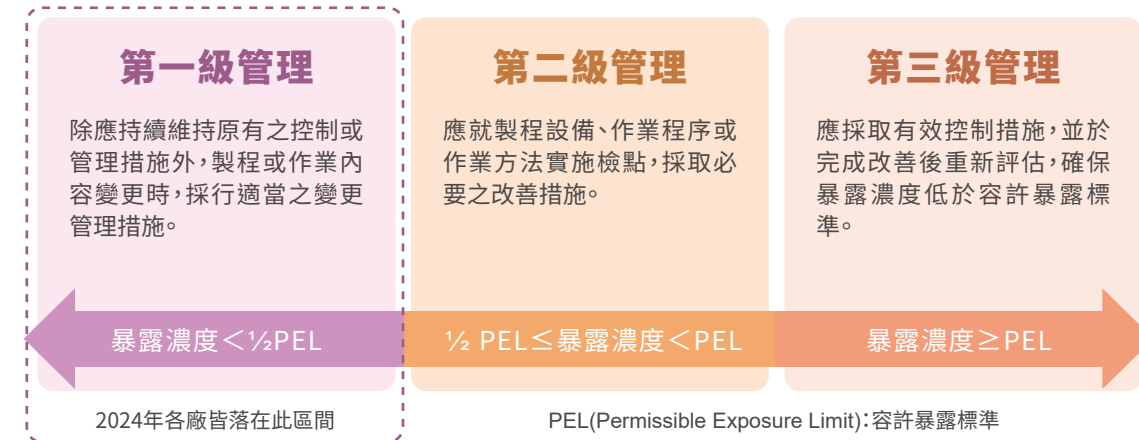 第一級管理
除應持續維持原有之控制或
管理措施外，製程或作業內
容變更時，採行適當之變更
管理措施。
第二級管理
應就製程設備、作業程序或
作業方法實施檢點，採取必
要之改善措施。
第三級管理
應採取有效控制措施，並於
完成改善後重新評估，確保
暴露濃度低於容許暴露標
準。
暴露濃度＜½PEL
½ PEL≦暴露濃度＜PEL
暴露濃度≥PEL
2024年各廠皆落在此區間
PEL(Permissible Exposure Limit)：容許暴露標準